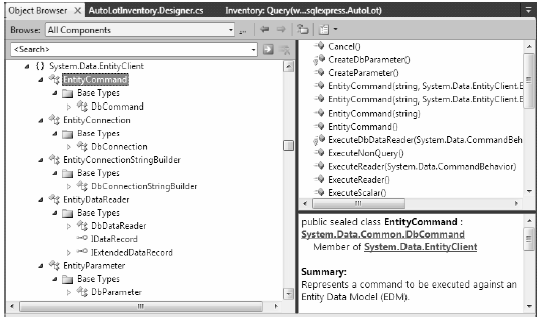 Object Browser
AutoLotInventory.Designer.cs
Inventory: Query(w...sqlexpress.AutoLot)
Browse: All Components
...
<Search>
{} System.Data.EntityClient
EntityCommand
Base Types
DbCommand
EntityConnection
Base Types
DbConnection
EntityConnectionStringBuilder
Base Types
DbConnectionStringBuilder
EntityDataReader
Base Types
DbDataReader
IDataRecord
IExtendedDataRecord
EntityParameter
Base Types
DbParameter
Cancel()
CreateDbParameter()
CreateParameter()
EntityCommand(string, System.Data.EntityClient.E
EntityCommand(string, System.Data.EntityClient.E
EntityCommand(string)
EntityCommand()
ExecuteDbDataReader(System.Data.CommandBeh
ExecuteNonQuery()
ExecuteReader(System.Data.CommandBehavior)
ExecuteReader()
ExecuteScalar()
public sealed class EntityCommand :
System.Data.Common.DbCommand
Member of System.Data.EntityClient
Summary:
Represents a command to be executed against an
Entity Data Model (EDM).